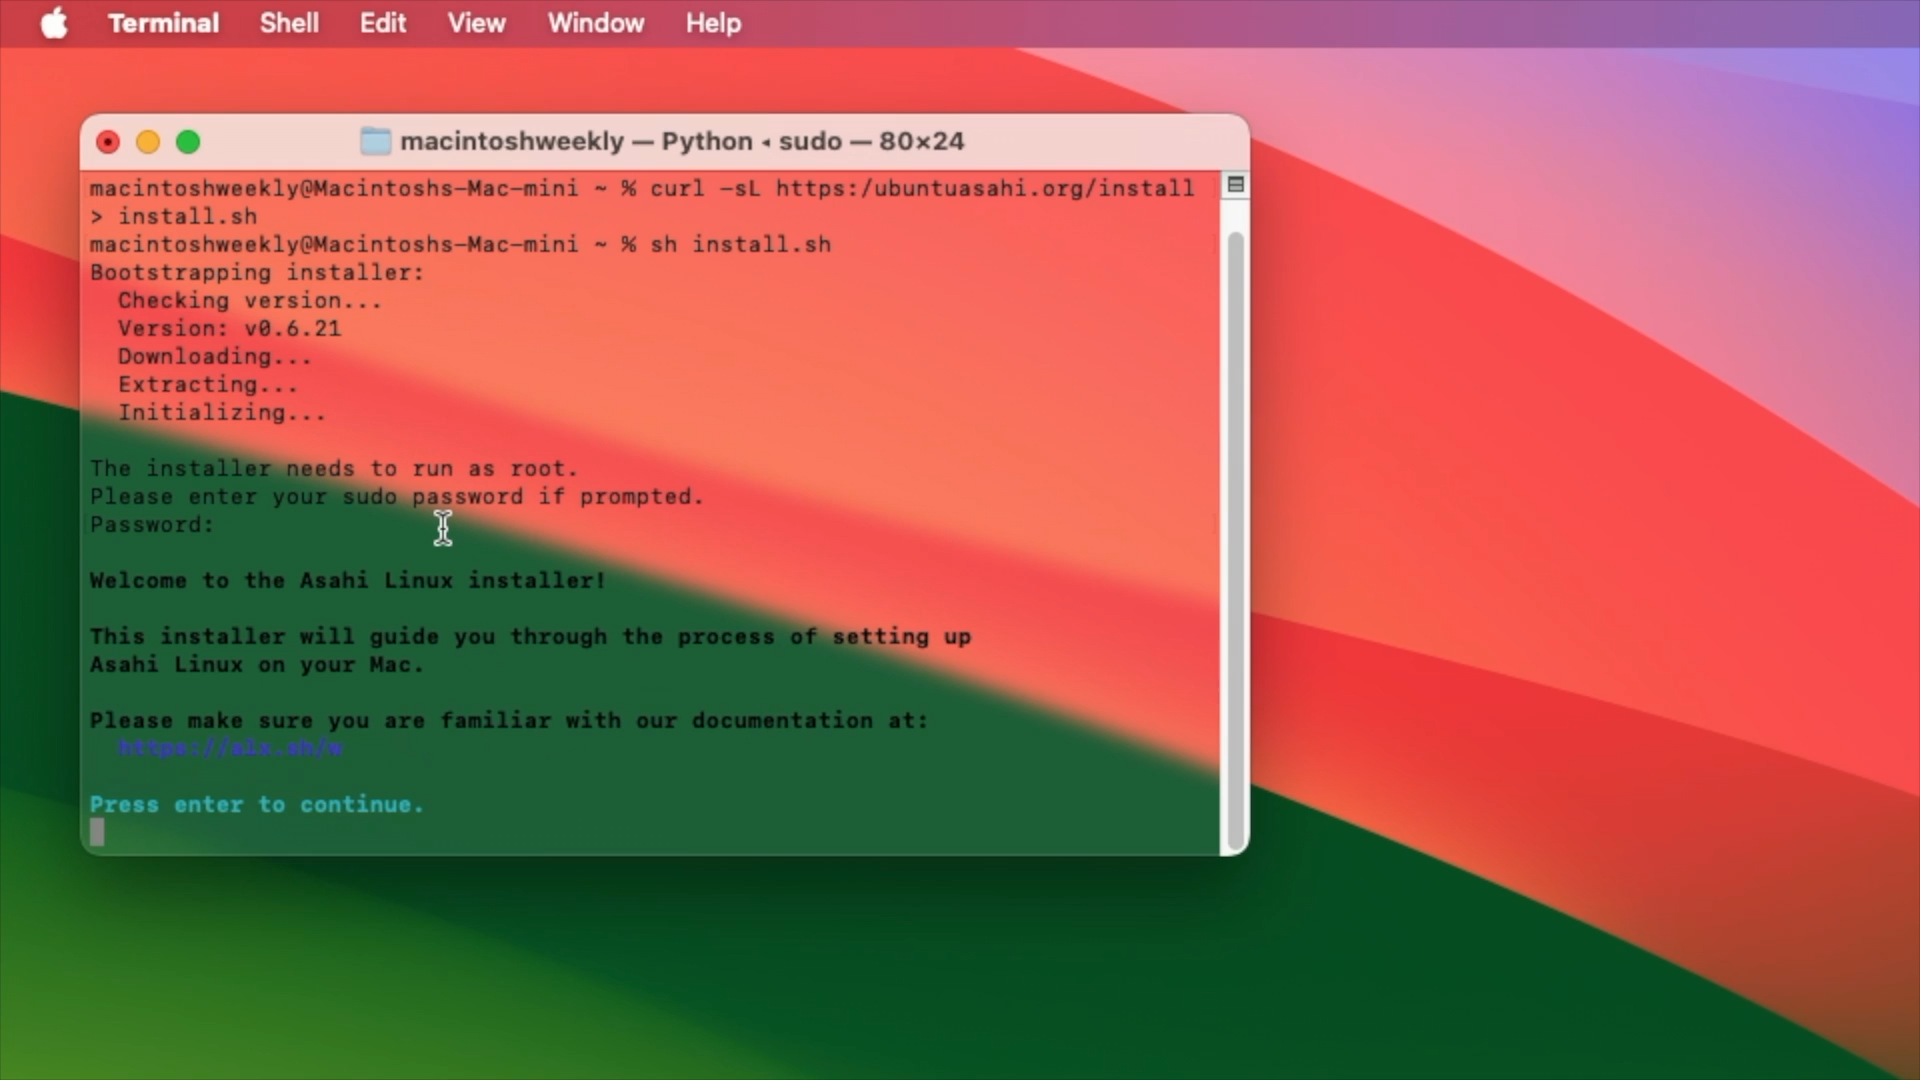 Terminal Shell Edit View Window Help
macintoshweekly — Python ◂ sudo — 80×24
macintoshweekly@Macintoshs-Mac-mini ~ % curl -sL https:/ubuntuasahi.org/install
> install.sh
macintoshweekly@Macintoshs-Mac-mini ~ % sh install.sh
Bootstrapping installer:
Checking version...
Version: v0.6.21
Downloading...
Extracting...
Initializing...
The installer needs to run as root.
Please enter your sudo password if prompted.
Password:
Welcome to the Asahi Linux installer!
This installer will guide you through the process of setting up
Asahi Linux on your Mac.
Please make sure you are familiar with our documentation at:
https://alx.sh/w
Press enter to continue.